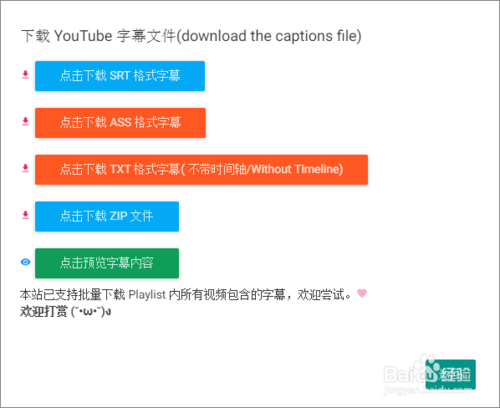 下载 YouTube 字幕文件(download the captions file)
点击下载 SRT 格式字幕
点击下载 ASS 格式字幕
点击下载 TXT 格式字幕( 不带时间轴/Without Timeline)
点击下载 ZIP 文件
点击预览字幕内容
本站已支持批量下载 Playlist 内所有视频包含的字幕，欢迎尝试。
欢迎打赏 (˘•ω•˘)ง
Baidu 经验
jingyan.baidu.com